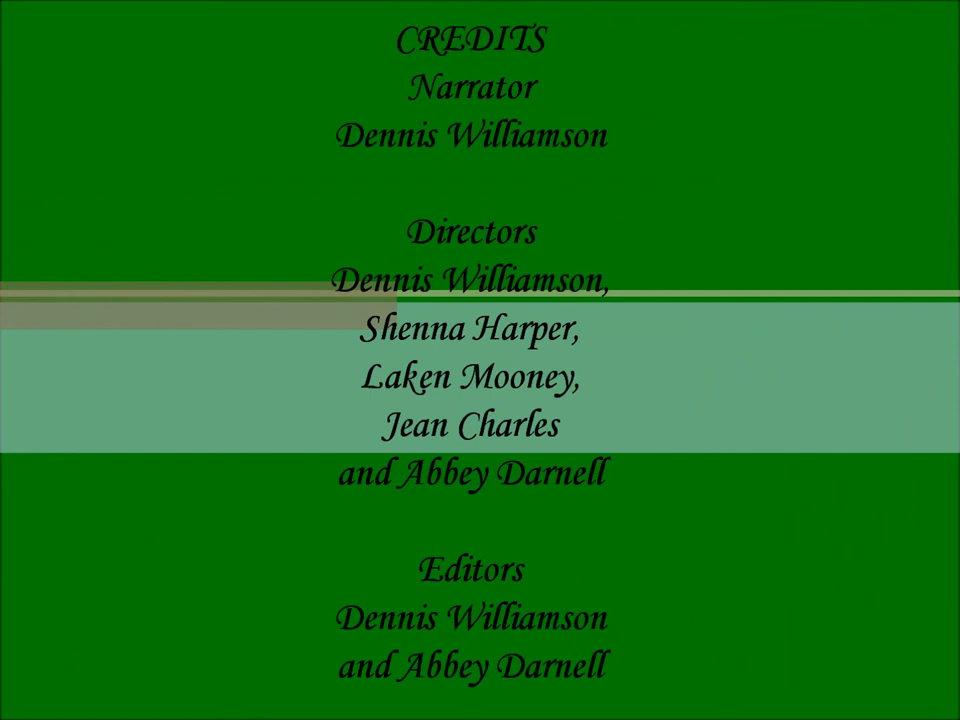 CREDITS
Narrator
Dennis Williamson
Directors
Dennis Williamson,
Shenna Harper,
Laken Mooney,
Jean Charles
and Abbey Darnell
Editors
Dennis Williamson
and Abbey Darnell